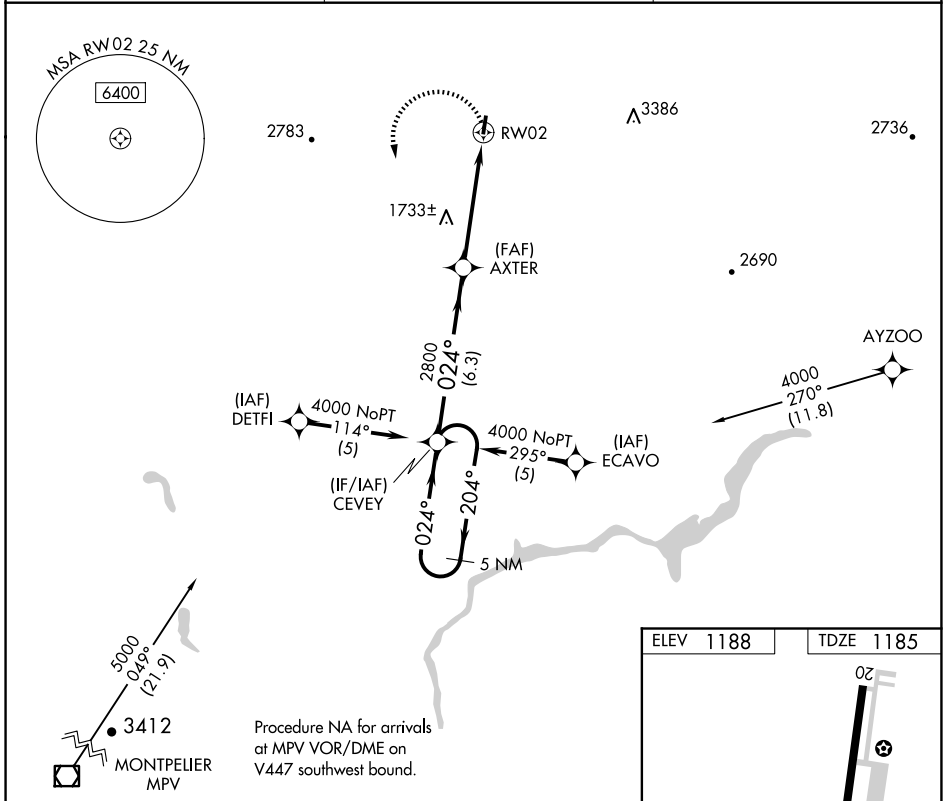 MSA RW02 25 NM
6400
2783
RW02
3386
2736
1733±
(FAF)
AXTER
2690
AYZOO
4000
270°
(11.8)
2800
024°
(6.3)
(IAF)
DETFI
4000 NoPT
114°
(5)
4000 NoPT
295°
(5)
(IAF)
ECAVO
(IF/IAF)
CEVEY
024°
204°
5 NM
5000
049°
(21.9)
3412
MONTPELIER
MPV
Procedure NA for arrivals
at MPV VOR/DME on
V447 southwest bound.
ELEV 1188
TDZE 1185
20